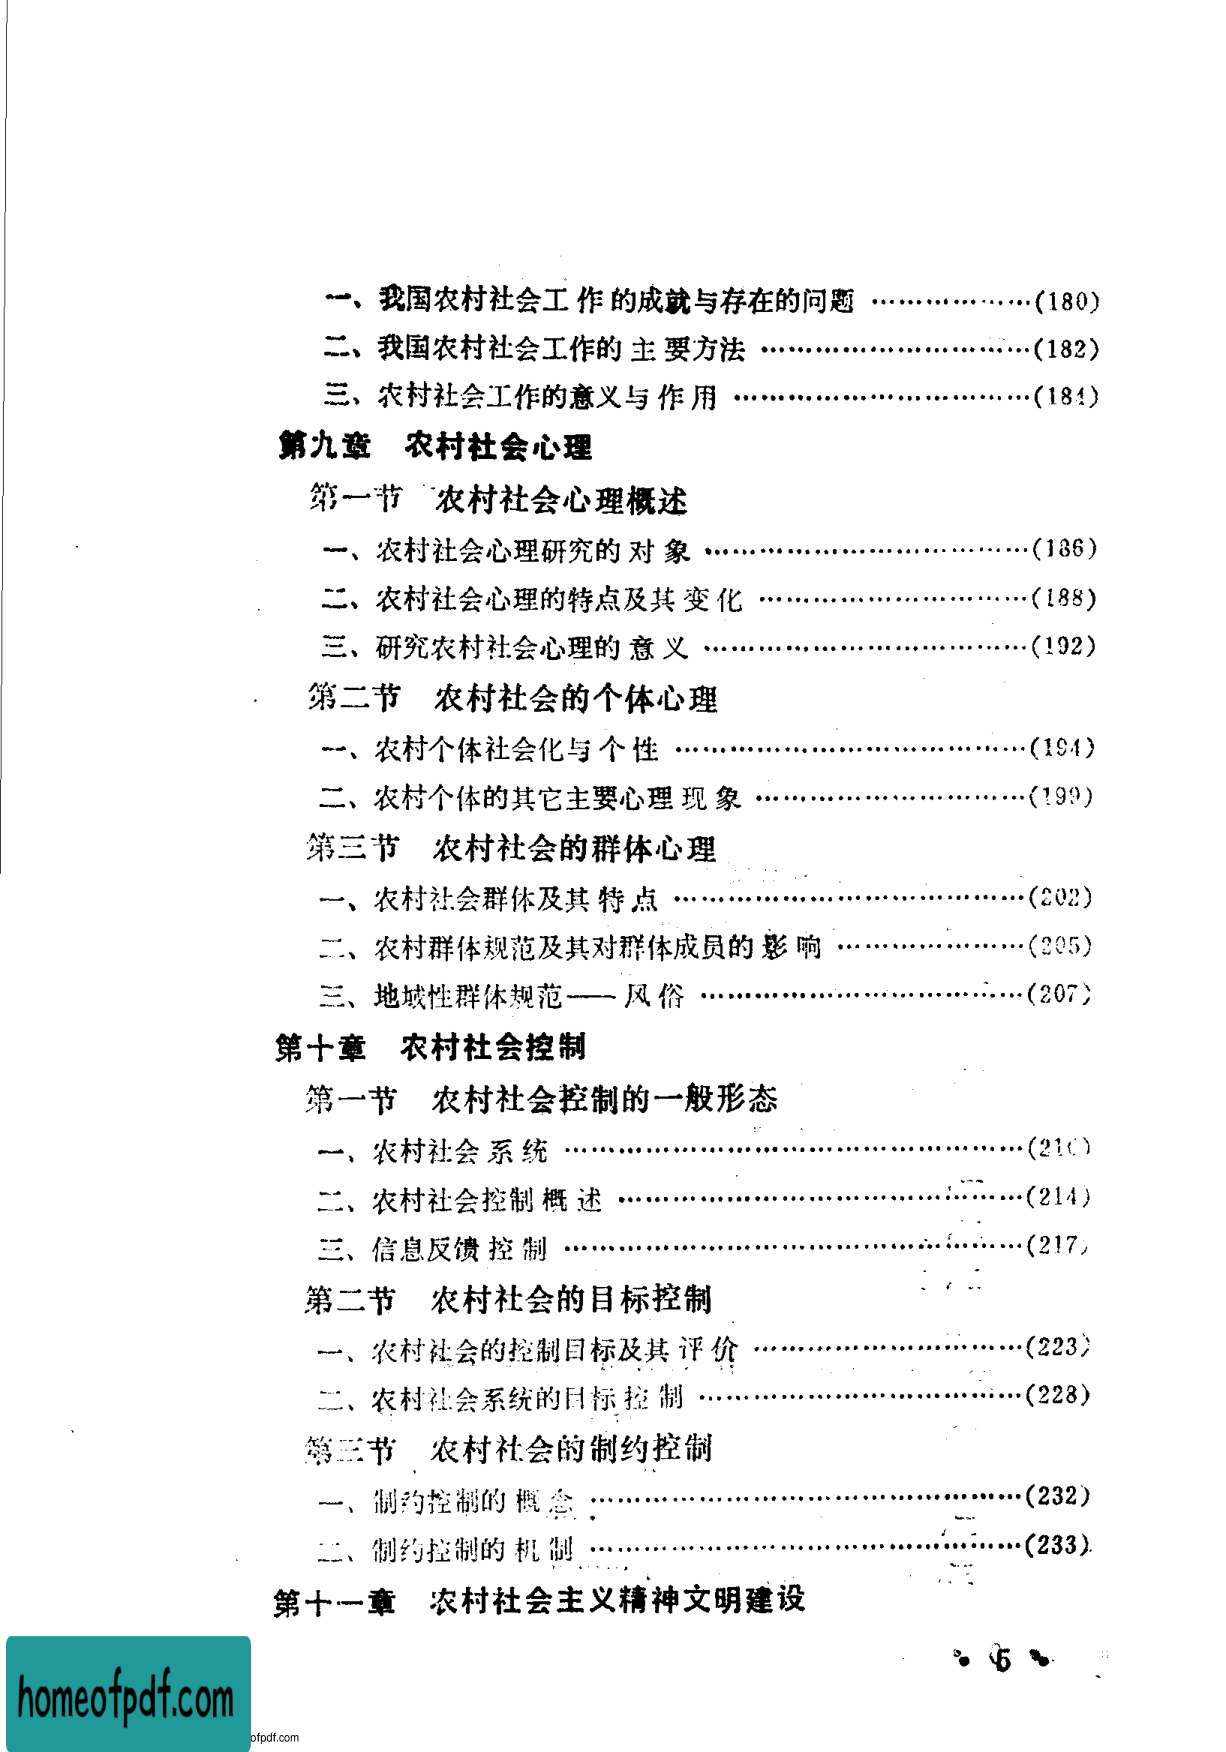 一、我国农村社会工作的成就与存在的问题 ………………(180)
二、我国农村社会工作的主要方法 …………………………(182)
三、农村社会工作的意义与作用 ……………………………(184)
第九章　农村社会心理
第一节　农村社会心理概述
一、农村社会心理研究的对象 ………………………………(186)
二、农村社会心理的特点及其变化 …………………………(188)
三、研究农村社会心理的意义 ………………………………(192)
第二节　农村社会的个体心理
一、农村个体社会化与个性 …………………………………(194)
二、农村个体的其它主要心理现象 …………………………(199)
第三节　农村社会的群体心理
一、农村社会群体及其特点 …………………………………(202)
二、农村群体规范及其对群体成员的影响 …………………(205)
三、地域性群体规范——风俗 ………………………………(207)
第十章　农村社会控制
第一节　农村社会控制的一般形态
一、农村社会系统 ……………………………………………(210)
二、农村社会控制概述 ………………………………………(214)
三、信息反馈控制 ……………………………………………(217)
第二节　农村社会的目标控制
一、农村社会的控制目标及其评价 …………………………(223)
二、农村社会系统的目标控制 ………………………………(228)
第三节　农村社会的制约控制
一、制约控制的概念 …………………………………………(232)
二、制约控制的机制 …………………………………………(233)
第十一章　农村社会主义精神文明建设
• 5 •
homeofpdf.com
ofpdf.com